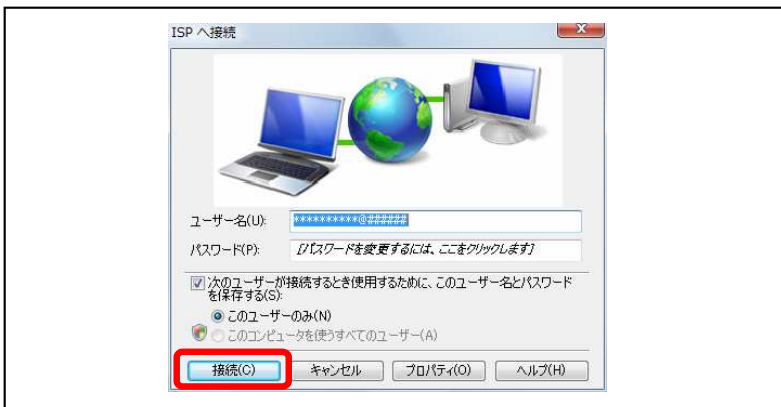 ISP へ接続
ユーザー名(U):
**********@######
パスワード(P):
[パスワードを変更するには、ここをクリックします]
次のユーザーが接続するとき使用するために、このユーザー名とパスワード
を保存する(S):
このユーザーのみ(N)
このコンピュータを使うすべてのユーザー(A)
接続(C)
キャンセル
プロパティ(O)
ヘルプ(H)